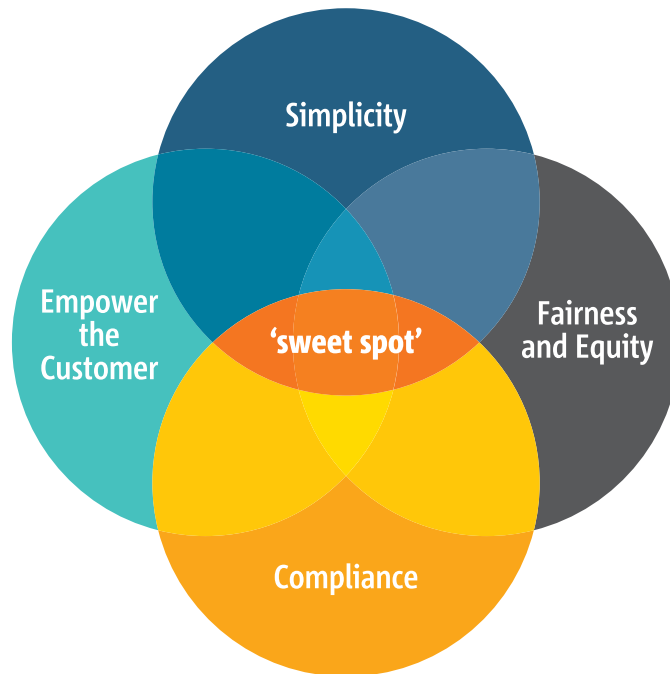 Simplicity
Empower
the
Customer
‘sweet spot’
Fairness
and Equity
Compliance